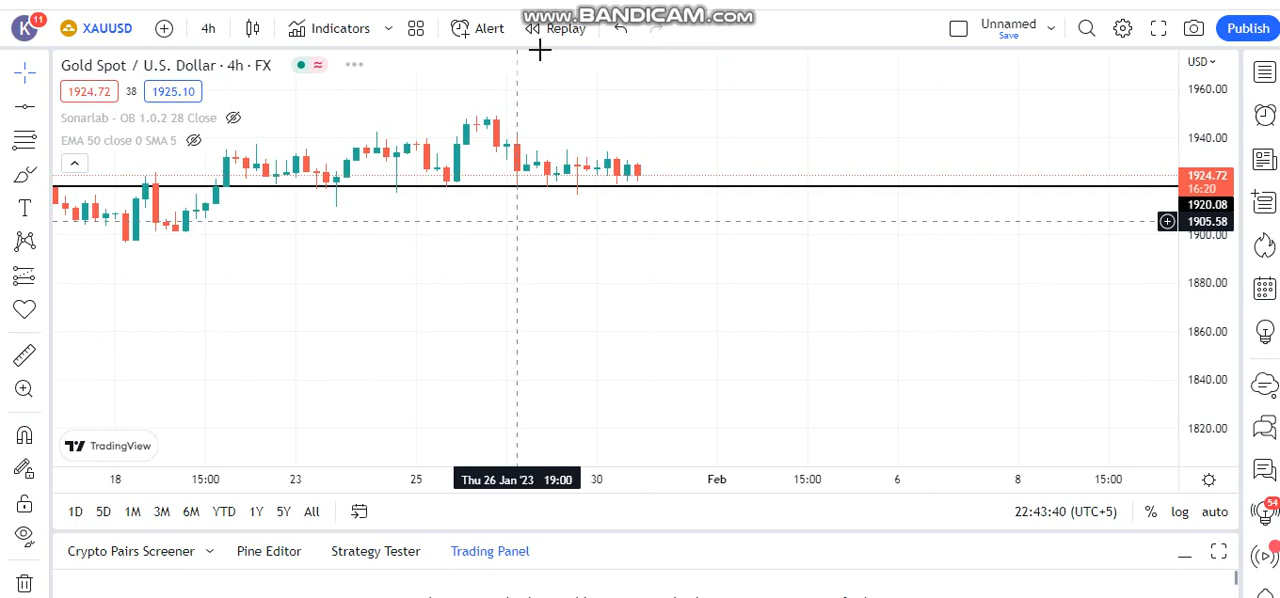 www.BANDICAM.com
K 11 XAUUSD 4h Indicators Alert Replay Unnamed Save Publish
Gold Spot / U.S. Dollar · 4h · FX
1924.72 38 1925.10
Sonarlab - OB 1.0.2 28 Close
EMA 50 close 0 SMA 5
USD
1960.00
1940.00
1924.72
16:20
1920.08
1905.58
1900.00
1880.00
1860.00
1840.00
1820.00
TradingView
18 15:00 23 25 Thu 26 Jan '23 19:00 30 Feb 15:00 6 8 15:00
1D 5D 1M 3M 6M YTD 1Y 5Y All 22:43:40 (UTC+5) % log auto
54
Crypto Pairs Screener Pine Editor Strategy Tester Trading Panel